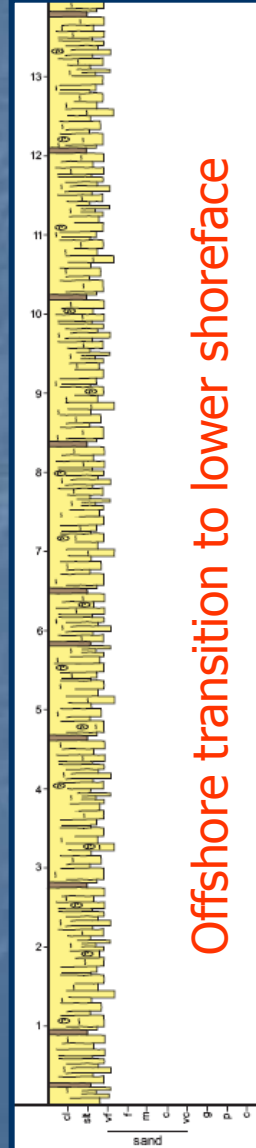 13
12
11
10
9
8
7
6
5
4
3
2
1
Offshore transition to lower shoreface
cl
silt
vf
f
m
c
vc
g
p
c
sand